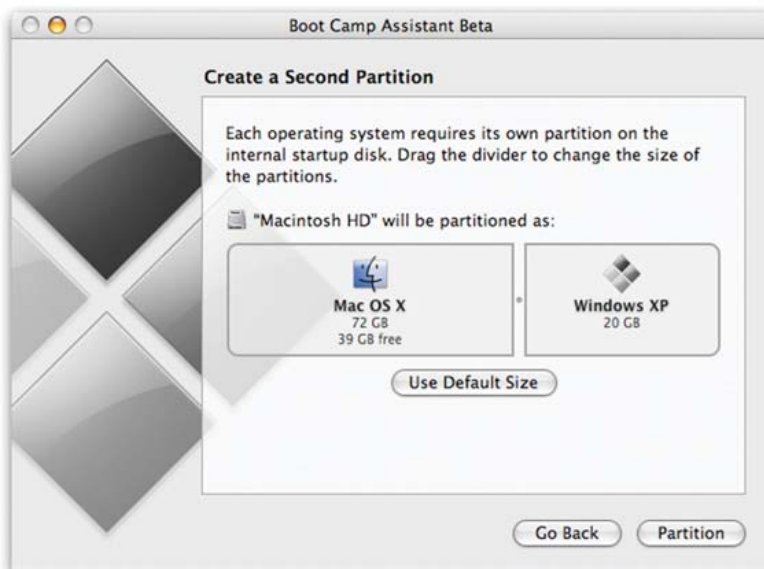 Boot Camp Assistant Beta
Create a Second Partition
Each operating system requires its own partition on the
internal startup disk. Drag the divider to change the size of
the partitions.
"Macintosh HD" will be partitioned as:
Mac OS X
72 GB
39 GB free
Windows XP
20 GB
Use Default Size
Go Back
Partition